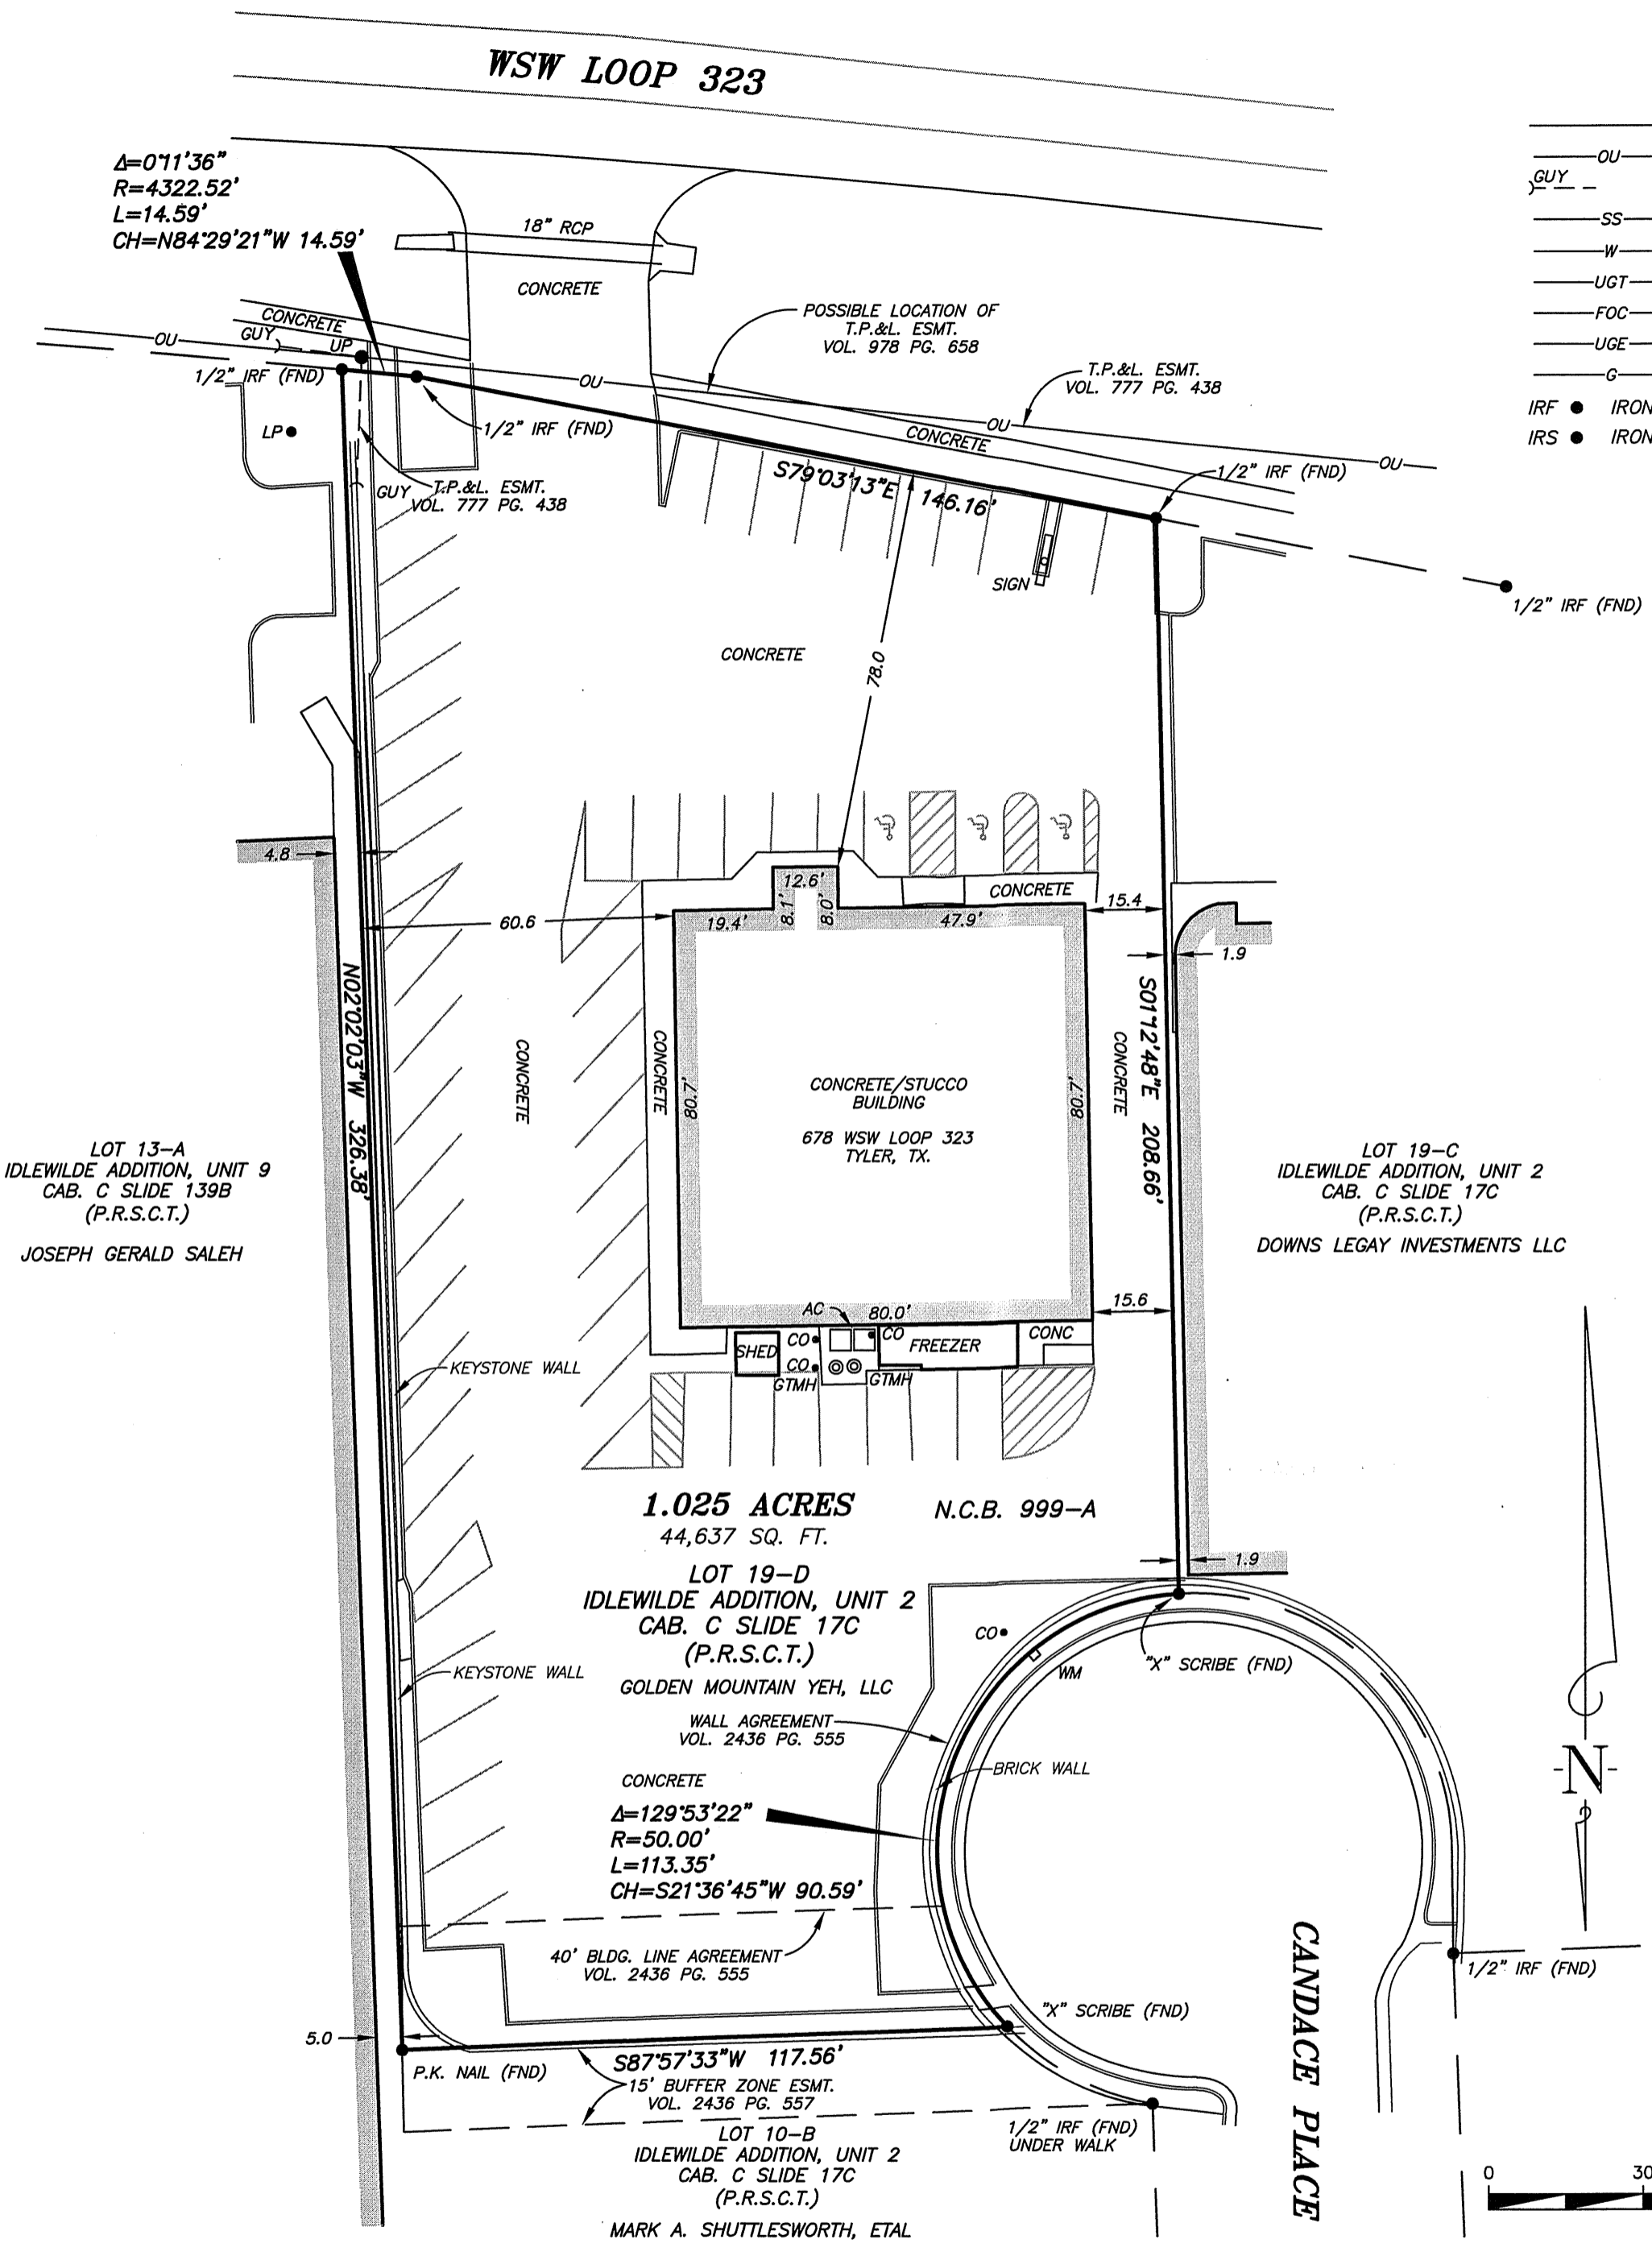 WSW LOOP 323
Δ=0°11'36"
R=4322.52'
L=14.59'
CH=N84°29'21"W 14.59'
18" RCP
CONCRETE
OU
GUY
SS
W
UGT
FOC
UGE
G
IRF ● IRON
IRS ● IRON
CONCRETE
OU
GUY
UP
1/2" IRF (FND)
LP
1/2" IRF (FND)
OU
POSSIBLE LOCATION OF
T.P.&L. ESMT.
VOL. 978 PG. 658
T.P.&L. ESMT.
VOL. 777 PG. 438
OU
CONCRETE
OU
1/2" IRF (FND)
S79°03'13"E 146.16'
GUY
T.P.&L. ESMT.
VOL. 777 PG. 438
SIGN
1/2" IRF (FND)
CONCRETE
78.0
4.8
12.6'
CONCRETE
60.6
19.4'
8.1'
8.0'
47.9'
15.4
1.9
N02°02'03"W 326.38'
S01°12'48"E 208.66'
CONCRETE
CONCRETE
CONCRETE
80.7'
80.7'
CONCRETE/STUCCO
BUILDING
678 WSW LOOP 323
TYLER, TX.
LOT 13-A
IDLEWILDE ADDITION, UNIT 9
CAB. C SLIDE 139B
(P.R.S.C.T.)
JOSEPH GERALD SALEH
LOT 19-C
IDLEWILDE ADDITION, UNIT 2
CAB. C SLIDE 17C
(P.R.S.C.T.)
DOWNS LEGAY INVESTMENTS LLC
AC
80.0'
15.6
SHED
CO
CO
CO
FREEZER
CONC
GTMH
GTMH
KEYSTONE WALL
1.025 ACRES
44,637 SQ. FT.
N.C.B. 999-A
1.9
LOT 19-D
IDLEWILDE ADDITION, UNIT 2
CAB. C SLIDE 17C
(P.R.S.C.T.)
GOLDEN MOUNTAIN YEH, LLC
CO
WM
"X" SCRIBE (FND)
KEYSTONE WALL
WALL AGREEMENT
VOL. 2436 PG. 555
BRICK WALL
N
CONCRETE
Δ=129°53'22"
R=50.00'
L=113.35'
CH=S21°36'45"W 90.59'
40' BLDG. LINE AGREEMENT
VOL. 2436 PG. 555
CANDACE PLACE
1/2" IRF (FND)
"X" SCRIBE (FND)
5.0
P.K. NAIL (FND)
S87°57'33"W 117.56'
15' BUFFER ZONE ESMT.
VOL. 2436 PG. 557
1/2" IRF (FND)
UNDER WALK
LOT 10-B
IDLEWILDE ADDITION, UNIT 2
CAB. C SLIDE 17C
(P.R.S.C.T.)
MARK A. SHUTTLESWORTH, ETAL
0 30